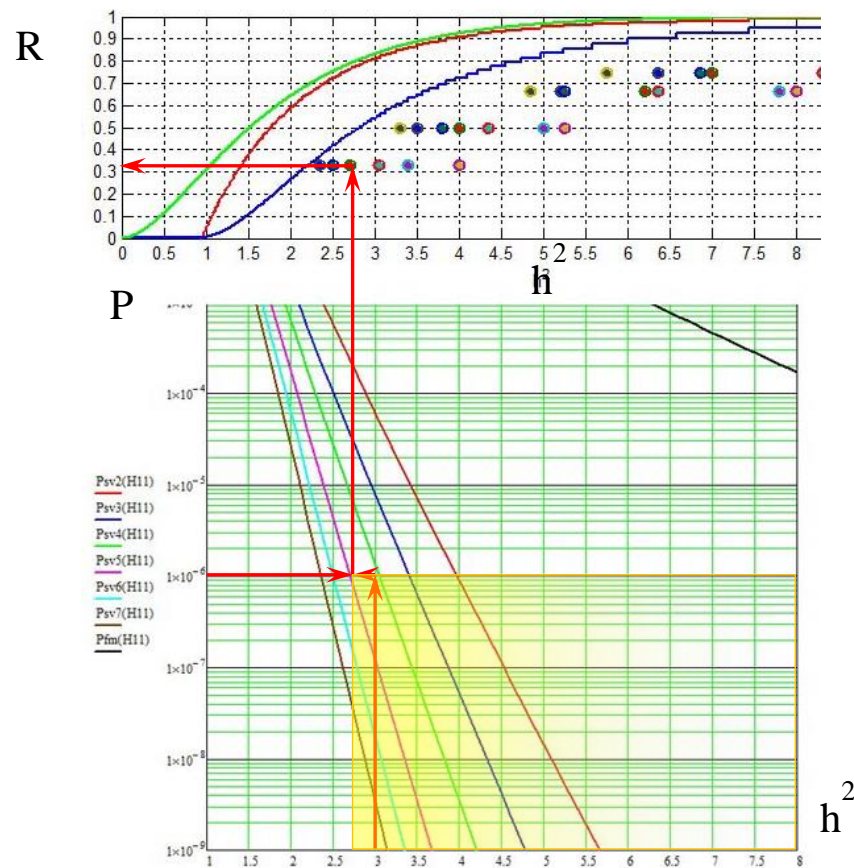 R
1
0.9
0.8
0.7
0.6
0.5
0.4
0.3
0.2
0.1
0
0 0.5 1 1.5 2 2.5 3 3.5 4 4.5 5 5.5 6 6.5 7 7.5 8
h²
P
1×10⁻⁴
1×10⁻⁵
Psv2(H11)
Psv3(H11)
Psv4(H11)
Psv5(H11)
Psv6(H11)
Psv7(H11)
Pfm(H11)
1×10⁻⁶
1×10⁻⁷
1×10⁻⁸
1×10⁻⁹
h²
1 1.5 2 2.5 3 3.5 4 4.5 5 5.5 6 6.5 7 7.5 8